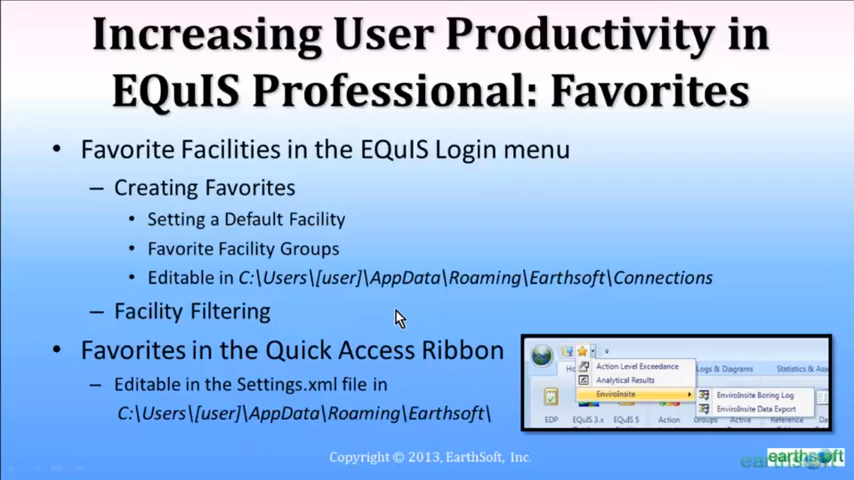 Increasing User Productivity in
EQuIS Professional: Favorites
• Favorite Facilities in the EQuIS Login menu
– Creating Favorites
• Setting a Default Facility
• Favorite Facility Groups
• Editable in C:\Users\[user]\AppData\Roaming\Earthsoft\Connections
– Facility Filtering
• Favorites in the Quick Access Ribbon
– Editable in the Settings.xml file in
C:\Users\[user]\AppData\Roaming\Earthsoft\
Action Level Exceedance
Analytical Results
EnviroInsite
Logs & Diagrams
Statistics & Ass
EnviroInsite Boring Log
EnviroInsite Data Export
EDP
EQuIS 3.x
EQuIS 5
Action
Groups
Active
Reference
Copyright © 2013, EarthSoft, Inc.
earthsoft